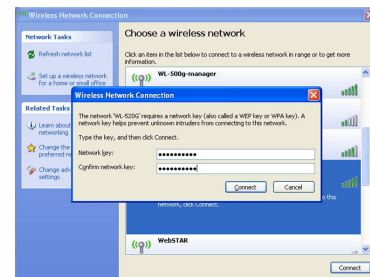 Wireless Network Connection
Network Tasks
Refresh network list
Set up a wireless network
for a home or small office
Related Tasks
Learn about
networking
Change the
preferred ne
Change adv
settings
Choose a wireless network
Click an item in the list below to connect to a wireless network in range or to get more
information.
WL-500g-manager
Wireless Network Connection
The network 'WL-520G' requires a network key (also called a WEP key or WPA key). A
network key helps prevent unknown intruders from connecting to this network.
Type the key, and then click Connect.
Network key:
Confirm network key:
Connect
Cancel
to this
network, click Connect.
WebSTAR
Connect